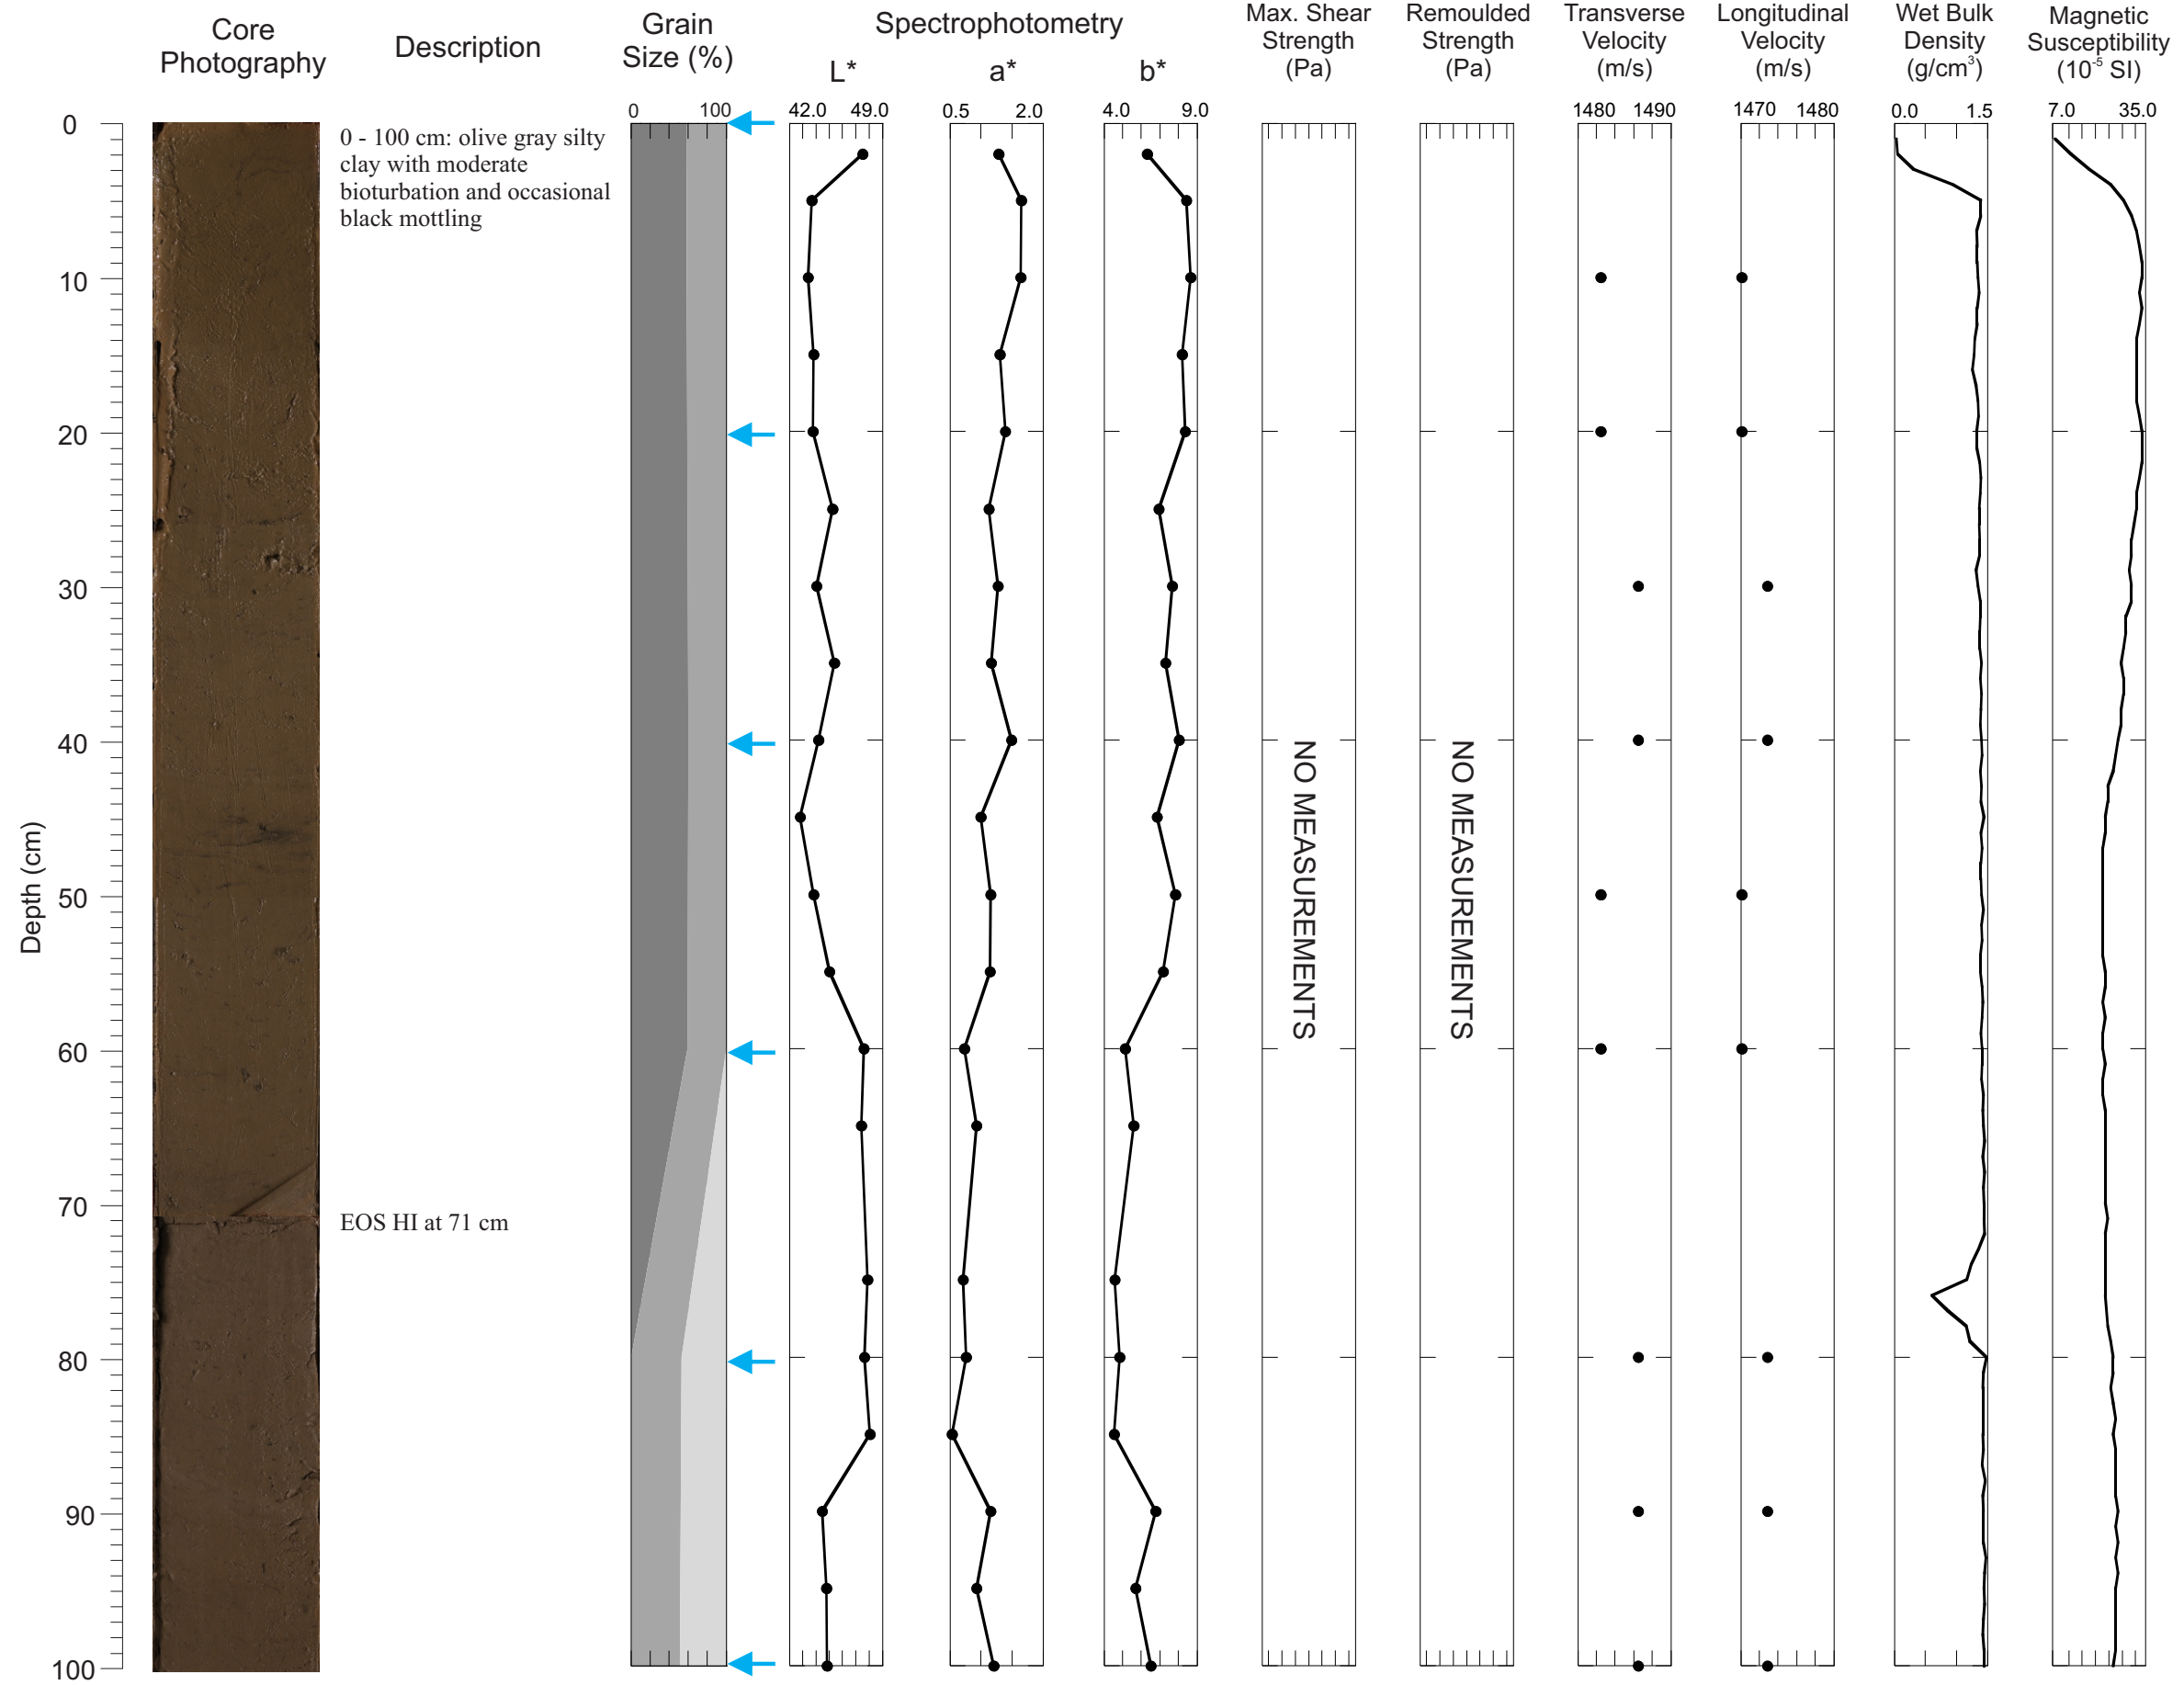 Core
Photography
Description
Grain
Size (%)
Spectrophotometry
L*
a*
b*
Max. Shear
Strength
(Pa)
Remoulded
Strength
(Pa)
Transverse
Velocity
(m/s)
Longitudinal
Velocity
(m/s)
Wet Bulk
Density
(g/cm³)
Magnetic
Susceptibility
(10⁻⁵ SI)
0 100
42.0 49.0
0.5 2.0
4.0 9.0
1480 1490
1470 1480
0.0 1.5
7.0 35.0
0
10
20
30
40
50
60
70
80
90
100
Depth (cm)
0 - 100 cm: olive gray silty
clay with moderate
bioturbation and occasional
black mottling
EOS HI at 71 cm
NO MEASUREMENTS
NO MEASUREMENTS